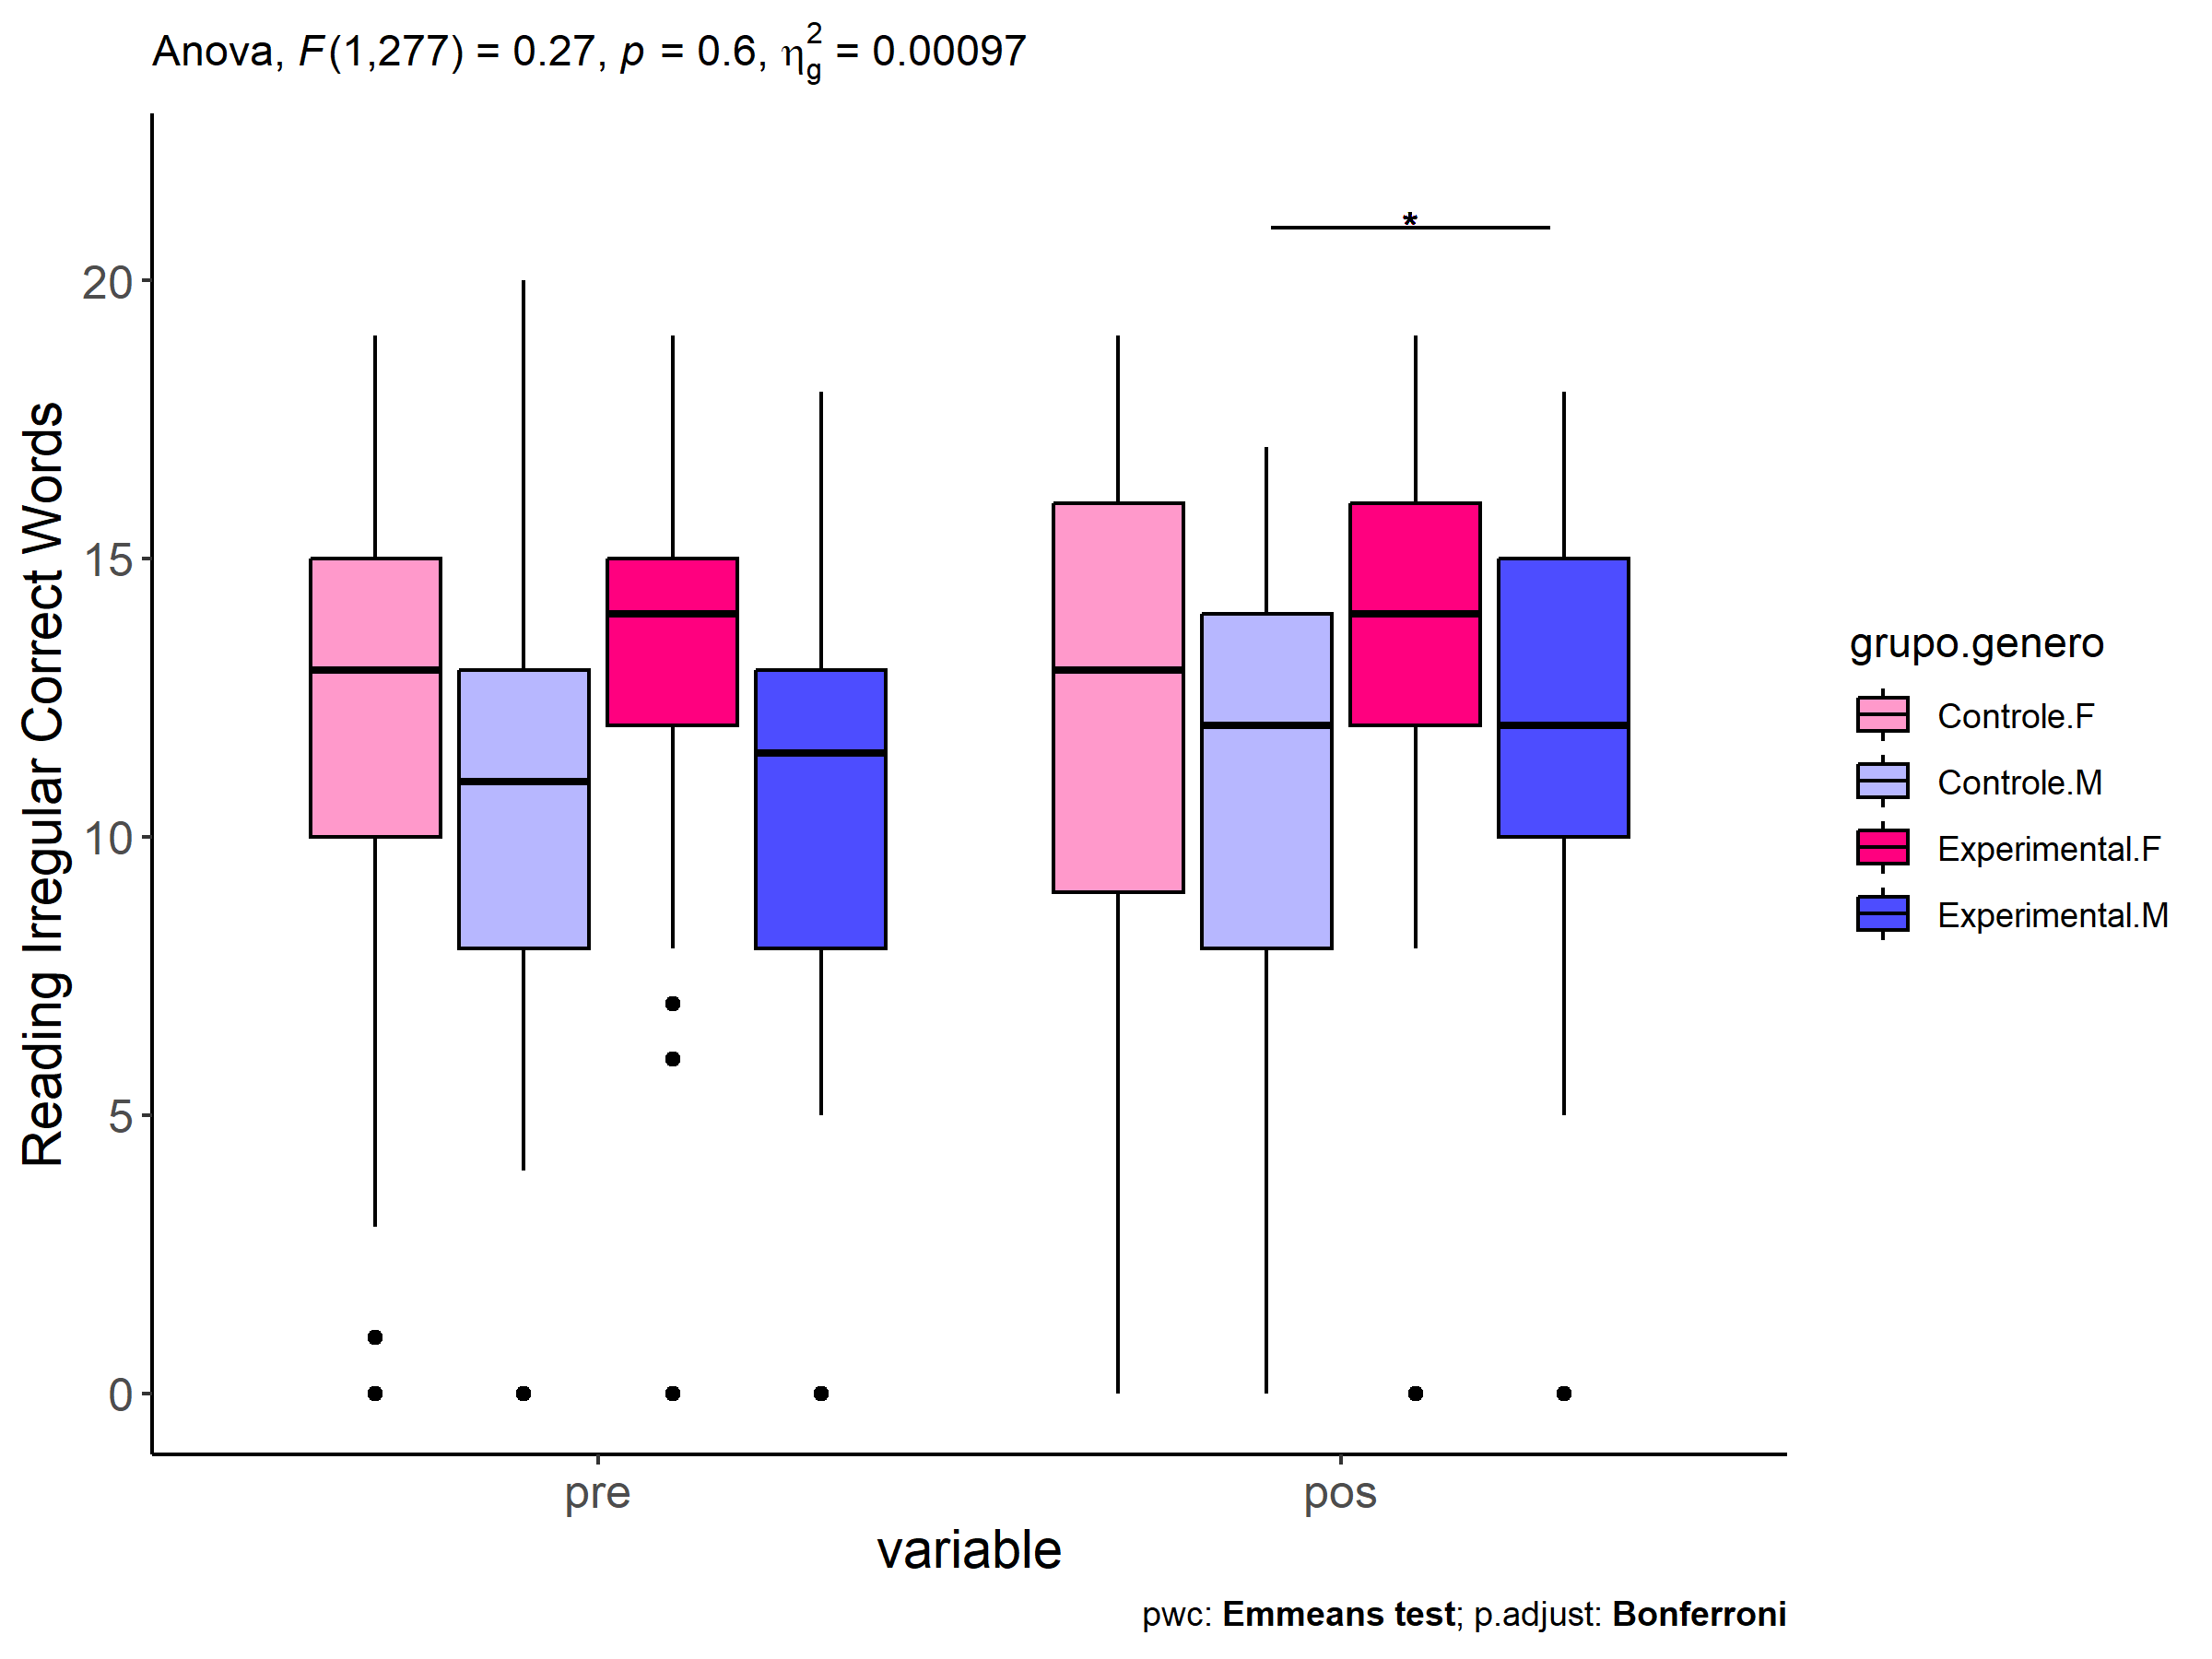 Anova, F(1,277) = 0.27, p = 0.6, η²g = 0.00097
*
Reading Irregular Correct Words
20
15
10
5
0
pre
pos
variable
grupo.genero
Controle.F
Controle.M
Experimental.F
Experimental.M
pwc: Emmeans test; p.adjust: Bonferroni